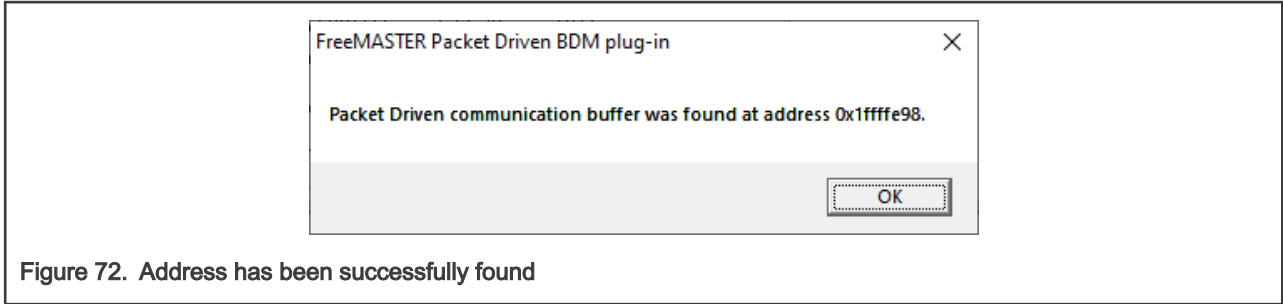 FreeMASTER Packet Driven BDM plug-in
Packet Driven communication buffer was found at address 0x1ffffe98.
OK
Figure 72. Address has been successfully found